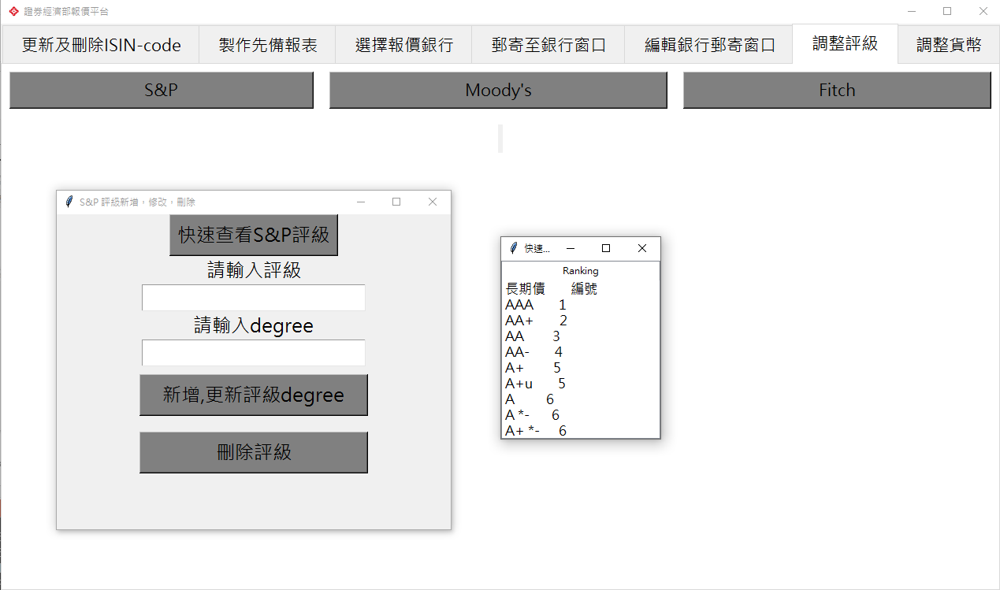 證券經濟部報價平台
更新及刪除ISIN-code 製作先備報表 選擇報價銀行 郵寄至銀行窗口 編輯銀行郵寄窗口 調整評級 調整貨幣
S&P Moody's Fitch
S&P 評級新增，修改，刪除
快速查看S&P評級
請輸入評級
請輸入degree
新增,更新評級degree
刪除評級
快速...
Ranking
長期債 編號
AAA 1
AA+ 2
AA 3
AA- 4
A+ 5
A+u 5
A 6
A *- 6
A+ *- 6